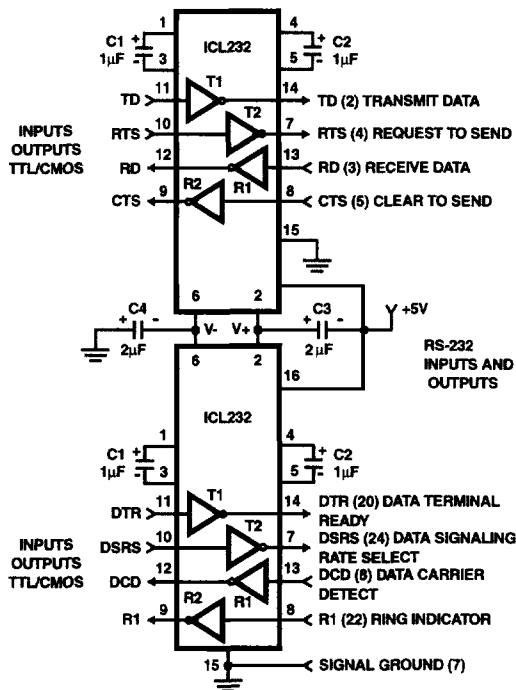 1 ICL232 4
C1 + 1µF - 3
+ C2 - 1µF 5
T1
TD 11 14 TD (2) TRANSMIT DATA
T2
RTS 10 7 RTS (4) REQUEST TO SEND
INPUTS
OUTPUTS
TTL/CMOS
RD 12 13 RD (3) RECEIVE DATA
R2 R1
CTS 9 8 CTS (5) CLEAR TO SEND
15
6 2
C4 + - 2µF
V- V+
+ C3 - 2µF
+5V
6 2
RS-232
INPUTS AND
OUTPUTS
16
ICL232
1 4
C1 + 1µF - 3
+ C2 - 1µF 5
T1
DTR 11 14 DTR (20) DATA TERMINAL
READY
T2
DSRS 10 7 DSRS (24) DATA SIGNALING
RATE SELECT
INPUTS
OUTPUTS
TTL/CMOS
DCD 12 13 DCD (8) DATA CARRIER
DETECT
R2 R1
R1 9 8 R1 (22) RING INDICATOR
15 SIGNAL GROUND (7)